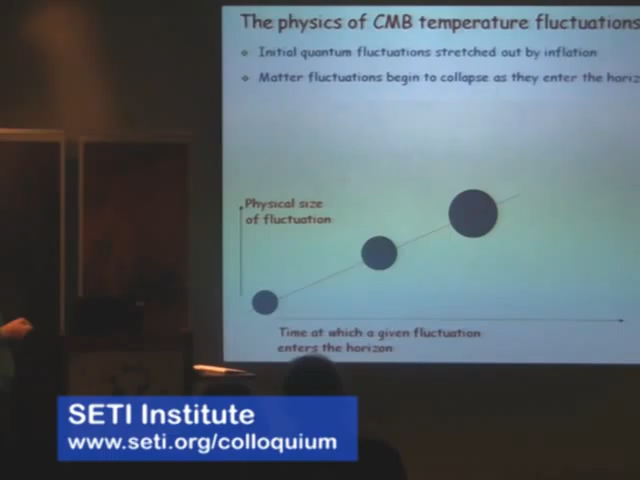 The physics of CMB temperature fluctuations
Initial quantum fluctuations stretched out by inflation
Matter fluctuations begin to collapse as they enter the
Physical size
of fluctuation
Time at which a given fluctuation
enters the horizon
SETI Institute
www.seti.org/colloquium